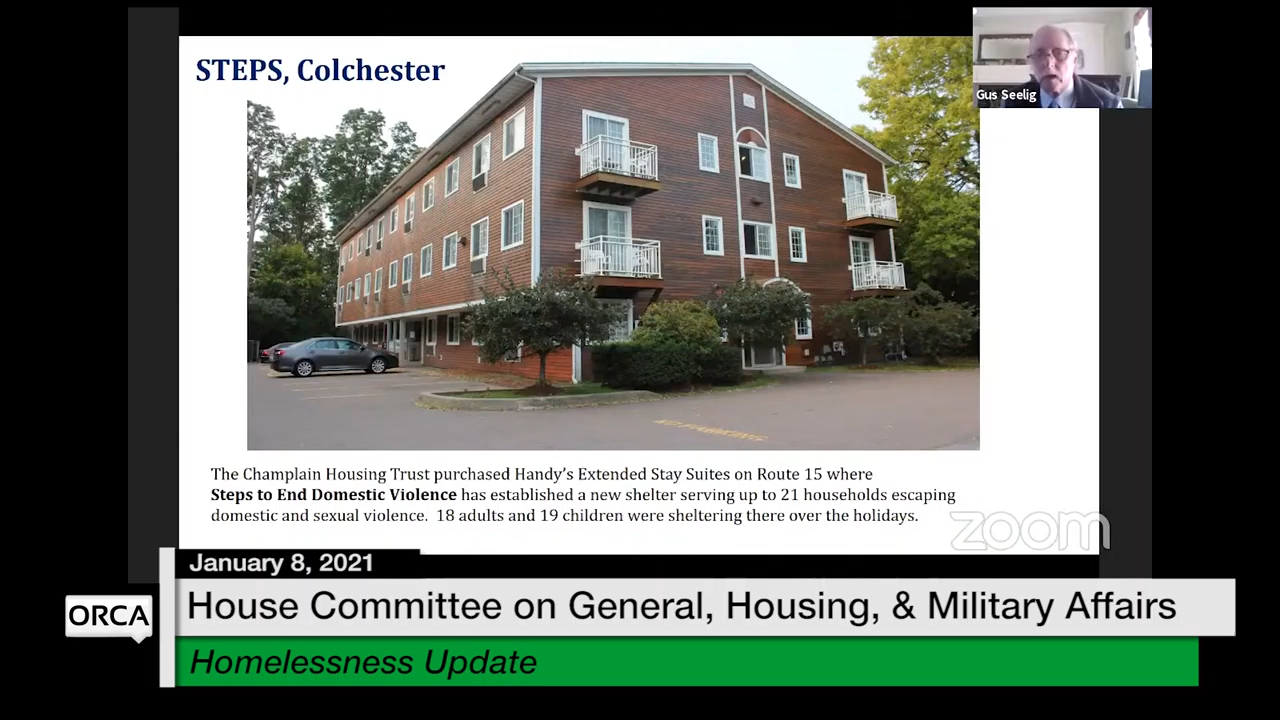 STEPS, Colchester
Gus Seelig
NO PARKING
The Champlain Housing Trust purchased Handy's Extended Stay Suites on Route 15 where
Steps to End Domestic Violence has established a new shelter serving up to 21 households escaping
domestic and sexual violence. 18 adults and 19 children were sheltering there over the holidays.
zoom
January 8, 2021
ORCA
House Committee on General, Housing, & Military Affairs
Homelessness Update